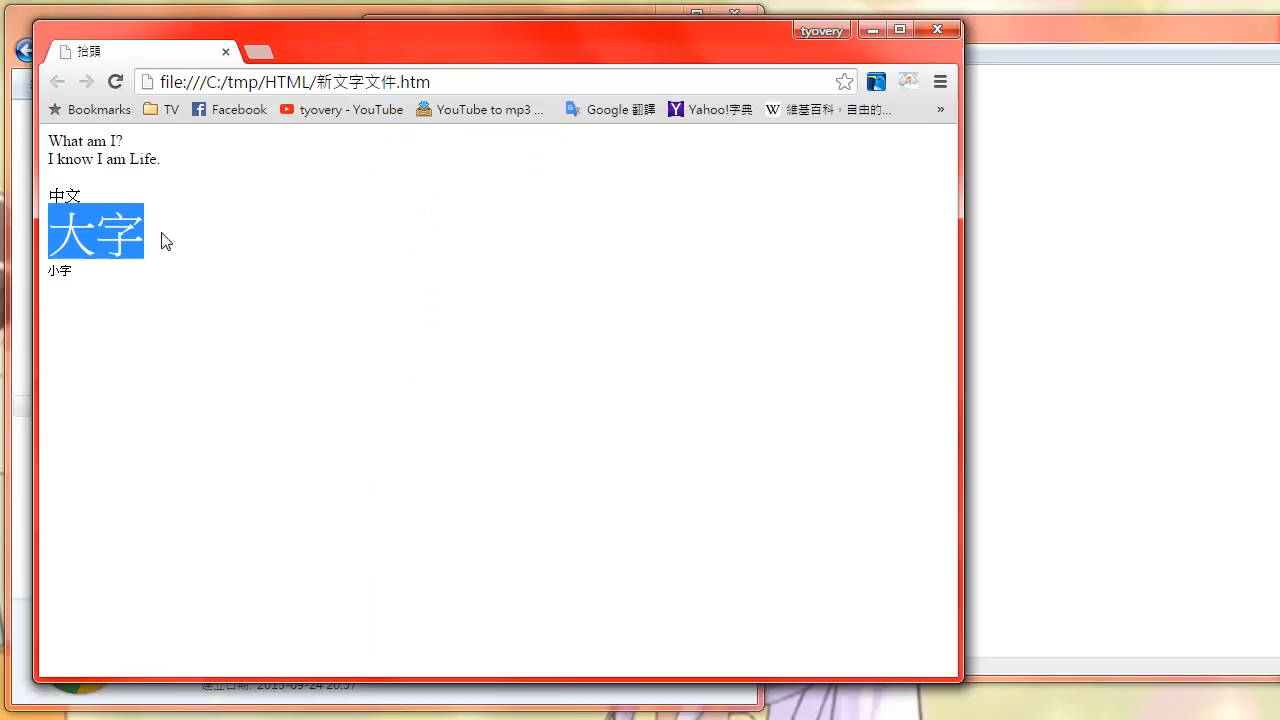 tyovery
抬頭
file:///C:/tmp/HTML/新文字文件.htm
Bookmarks TV Facebook tyovery - YouTube YouTube to mp3 ... Google 翻譯 Yahoo!字典 維基百科，自由的... »
What am I?
I know I am Life.
中文
大字
小字